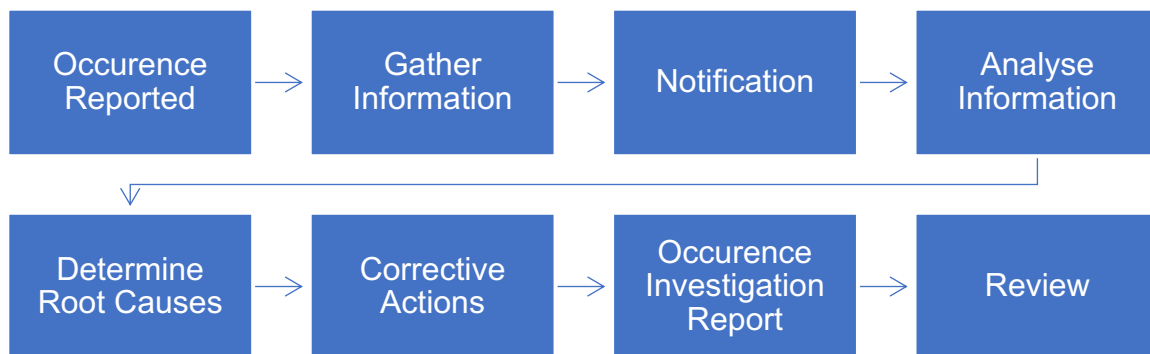 Occurence
Reported
Gather
Information
Notification
Analyse
Information
Determine
Root Causes
Corrective
Actions
Occurence
Investigation
Report
Review